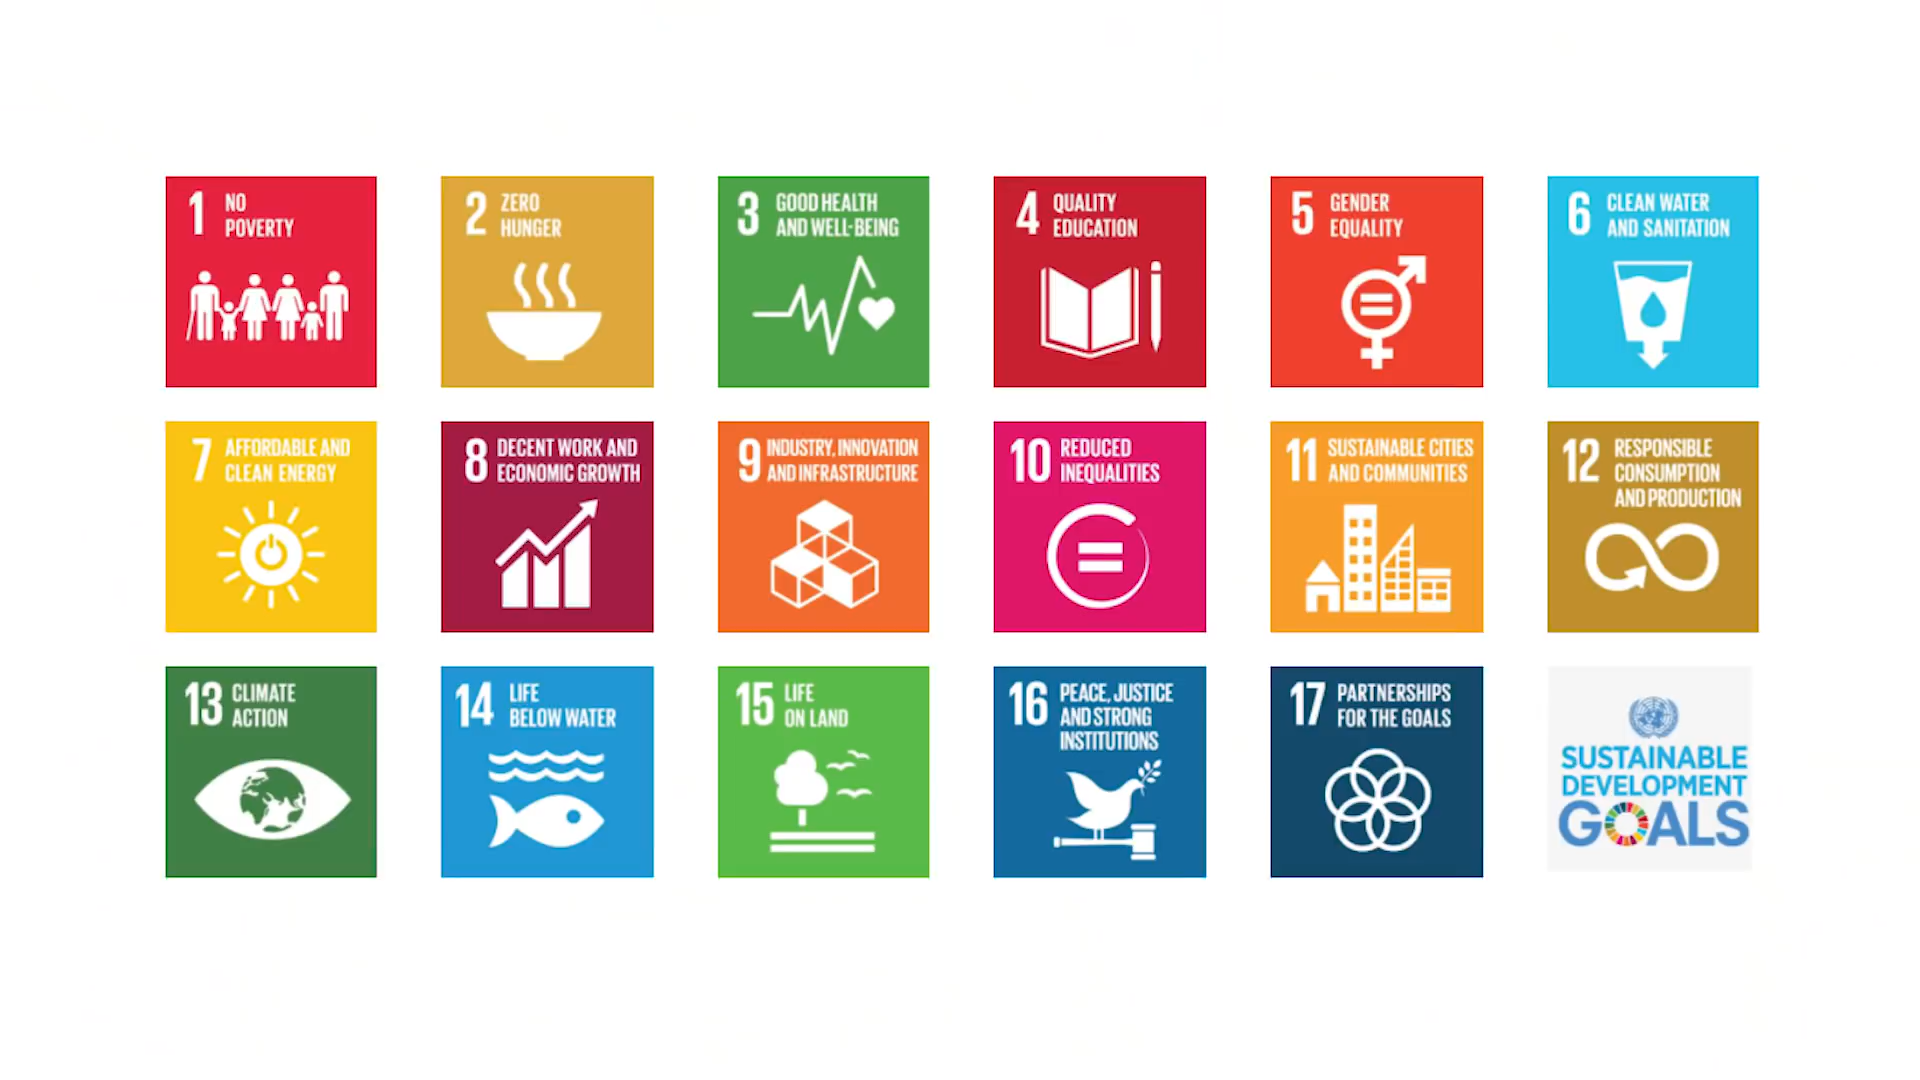 1 NO
POVERTY
2 ZERO
HUNGER
3 GOOD HEALTH
AND WELL-BEING
4 QUALITY
EDUCATION
5 GENDER
EQUALITY
6 CLEAN WATER
AND SANITATION
7 AFFORDABLE AND
CLEAN ENERGY
8 DECENT WORK AND
ECONOMIC GROWTH
9 INDUSTRY, INNOVATION
AND INFRASTRUCTURE
10 REDUCED
INEQUALITIES
11 SUSTAINABLE CITIES
AND COMMUNITIES
12 RESPONSIBLE
CONSUMPTION
AND PRODUCTION
13 CLIMATE
ACTION
14 LIFE
BELOW WATER
15 LIFE
ON LAND
16 PEACE, JUSTICE
AND STRONG
INSTITUTIONS
17 PARTNERSHIPS
FOR THE GOALS
SUSTAINABLE
DEVELOPMENT
GOALS